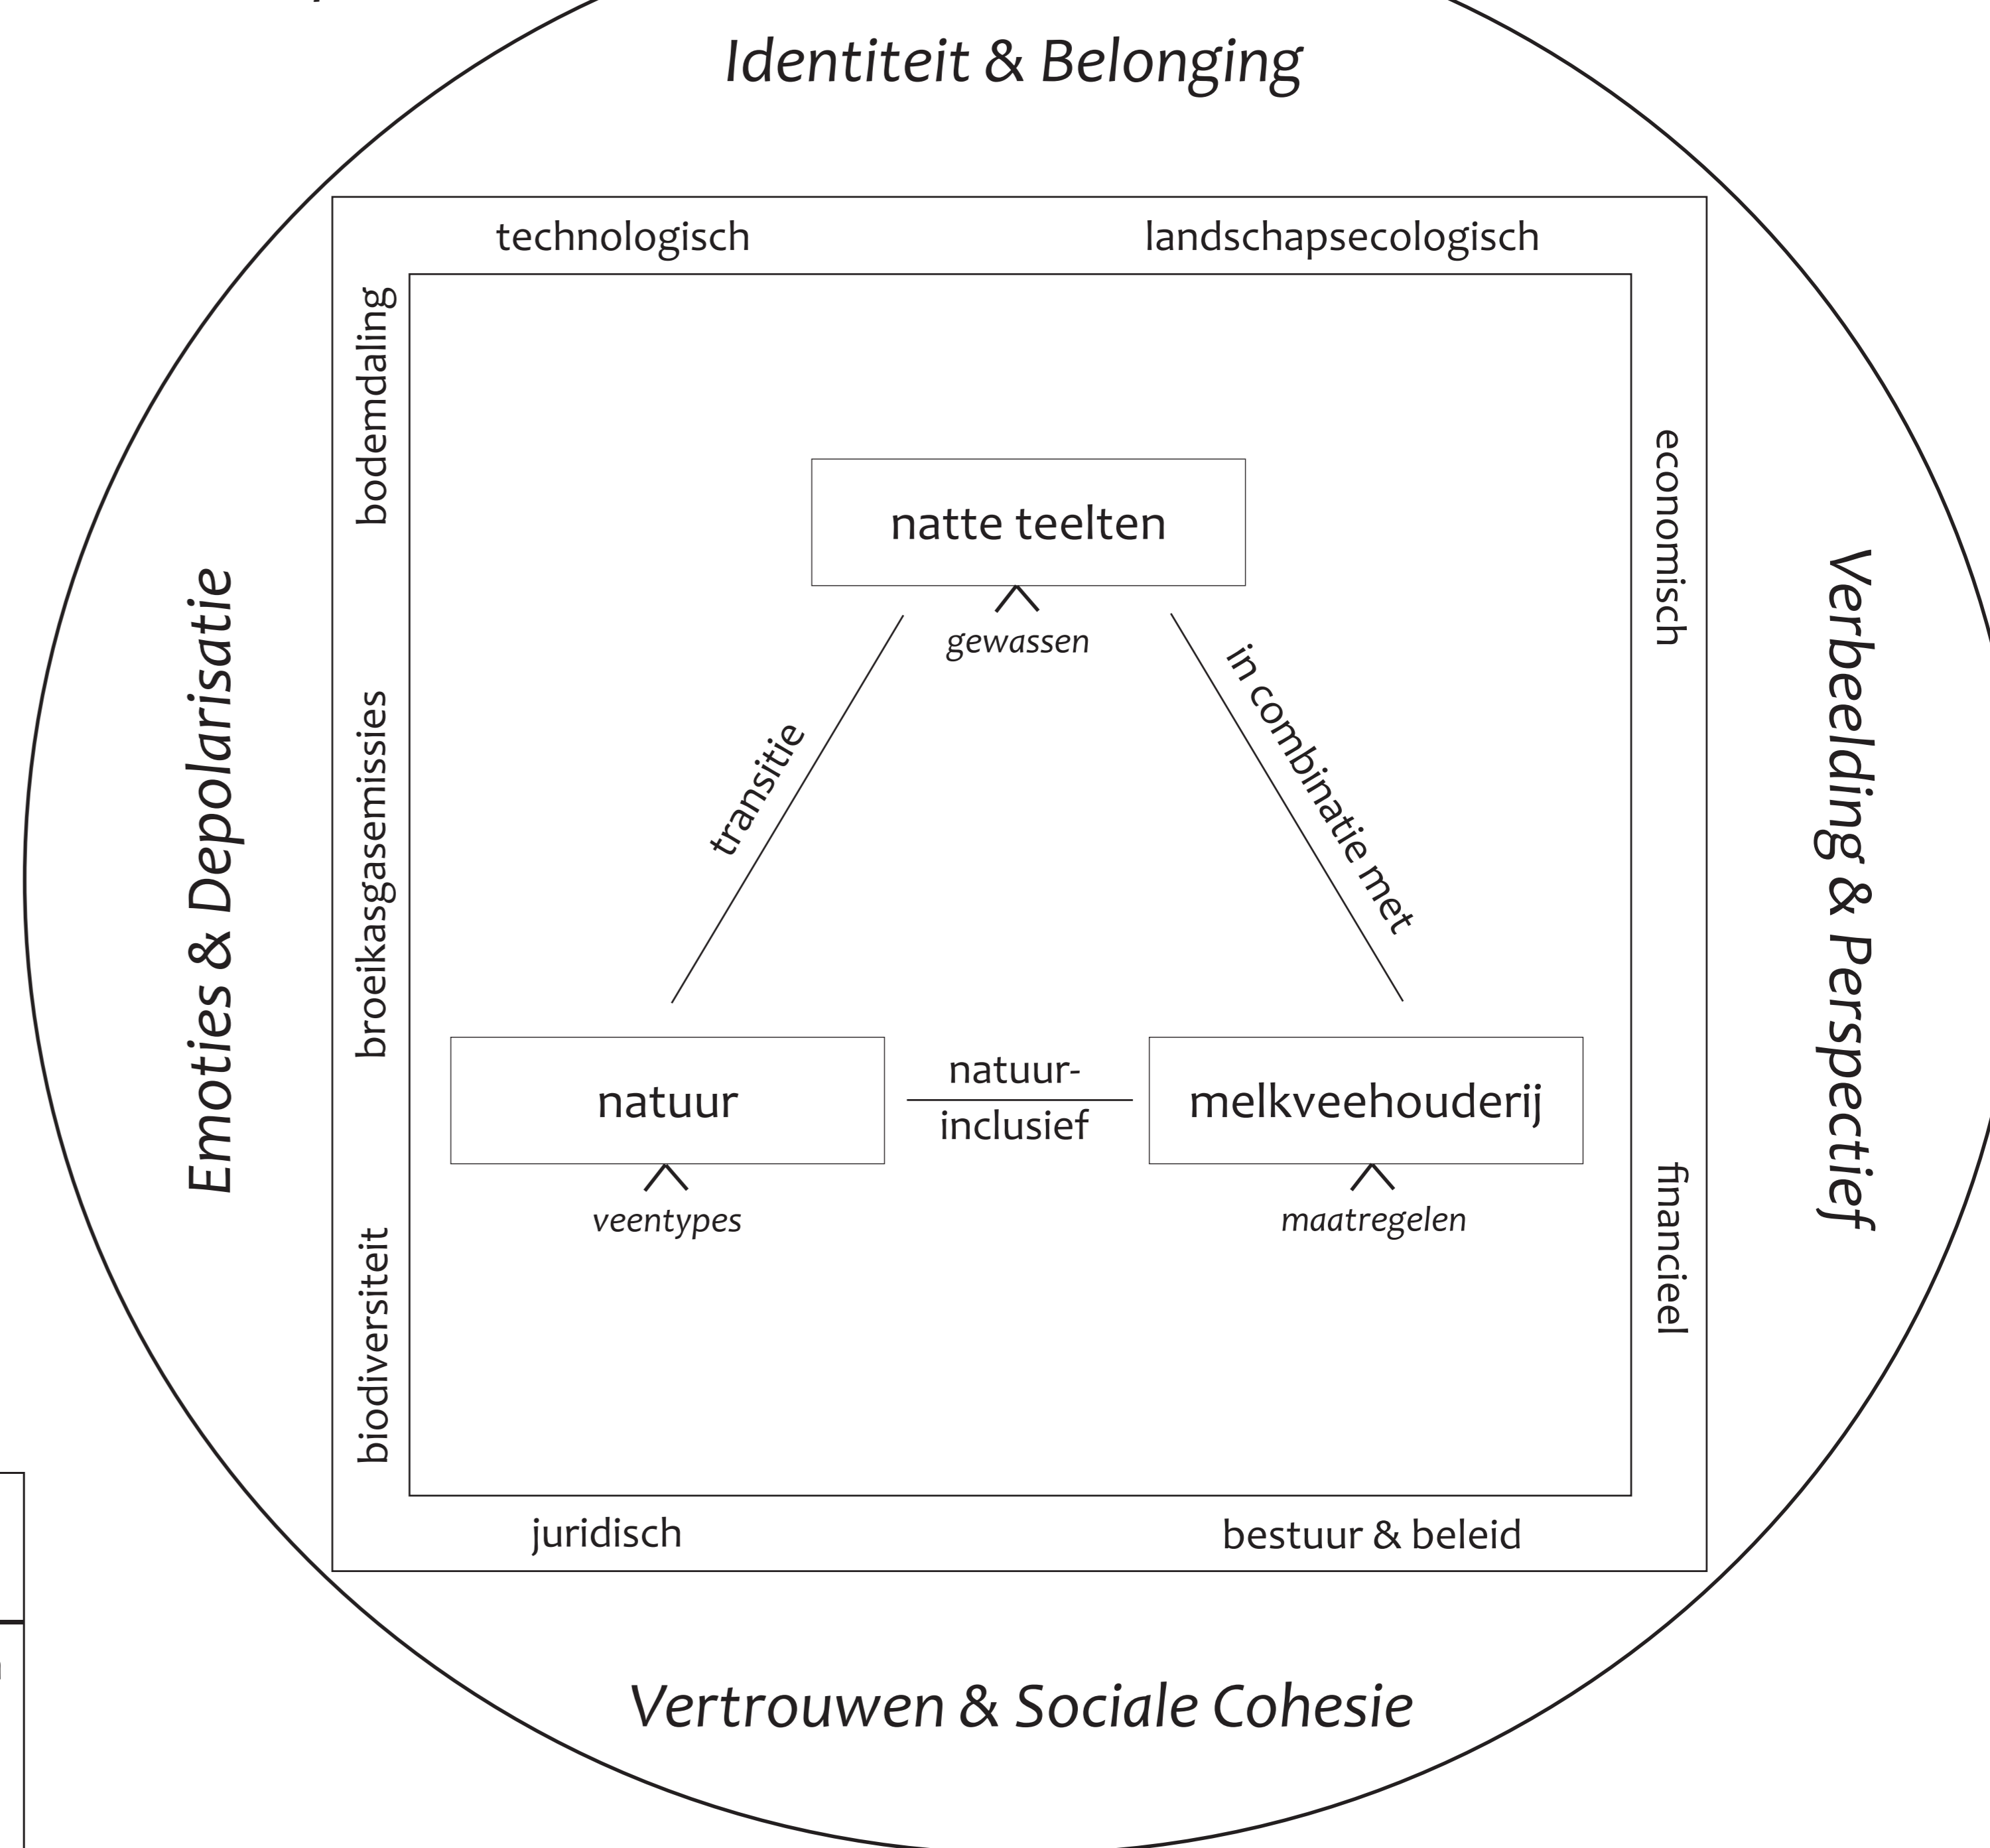 Identiteit & Belonging
technologisch
landschapsecologisch
bodemdaling
broeikasgasemissies
biodiversiteit
economisch
financieel
Emoties & Depolarisatie
Verbeelding & Perspectief
natte teelten
gewassen
transitie
in combinatie met
natuur
natuur-
inclusief
melkveehouderij
veentypes
maatregelen
juridisch
bestuur & beleid
Vertrouwen & Sociale Cohesie